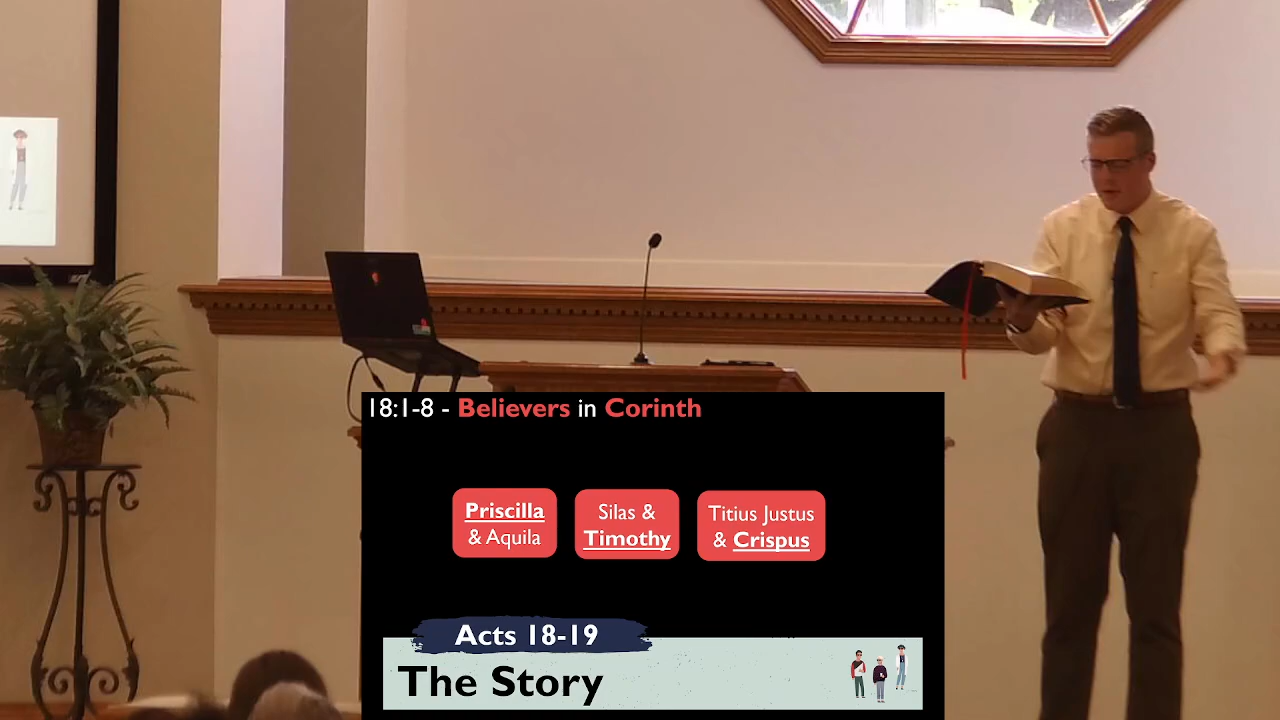 18:1-8 - Believers in Corinth
Priscilla
& Aquila
Silas &
Timothy
Titius Justus
& Crispus
Acts 18-19
The Story